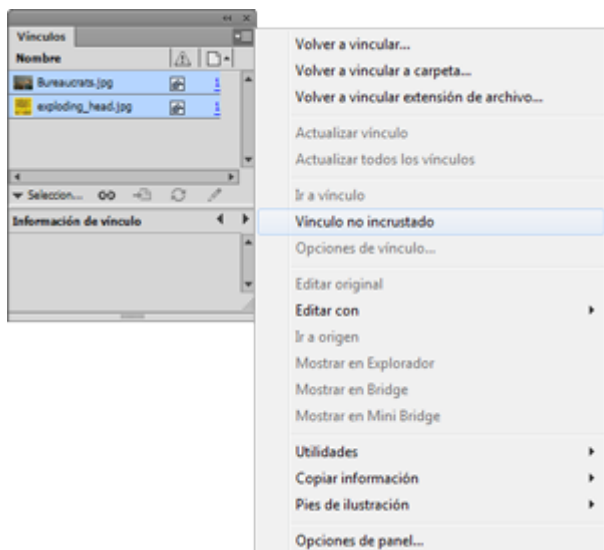 Vínculos
Nombre
Bureaucrats.jpg 1
exploding_head.jpg 1
Seleccion...
Información de vínculo
Volver a vincular...
Volver a vincular a carpeta...
Volver a vincular extensión de archivo...
Actualizar vínculo
Actualizar todos los vínculos
Ir a vínculo
Vínculo no incrustado
Opciones de vínculo...
Editar original
Editar con
Ir a origen
Mostrar en Explorador
Mostrar en Bridge
Mostrar en Mini Bridge
Utilidades
Copiar información
Pies de ilustración
Opciones de panel...